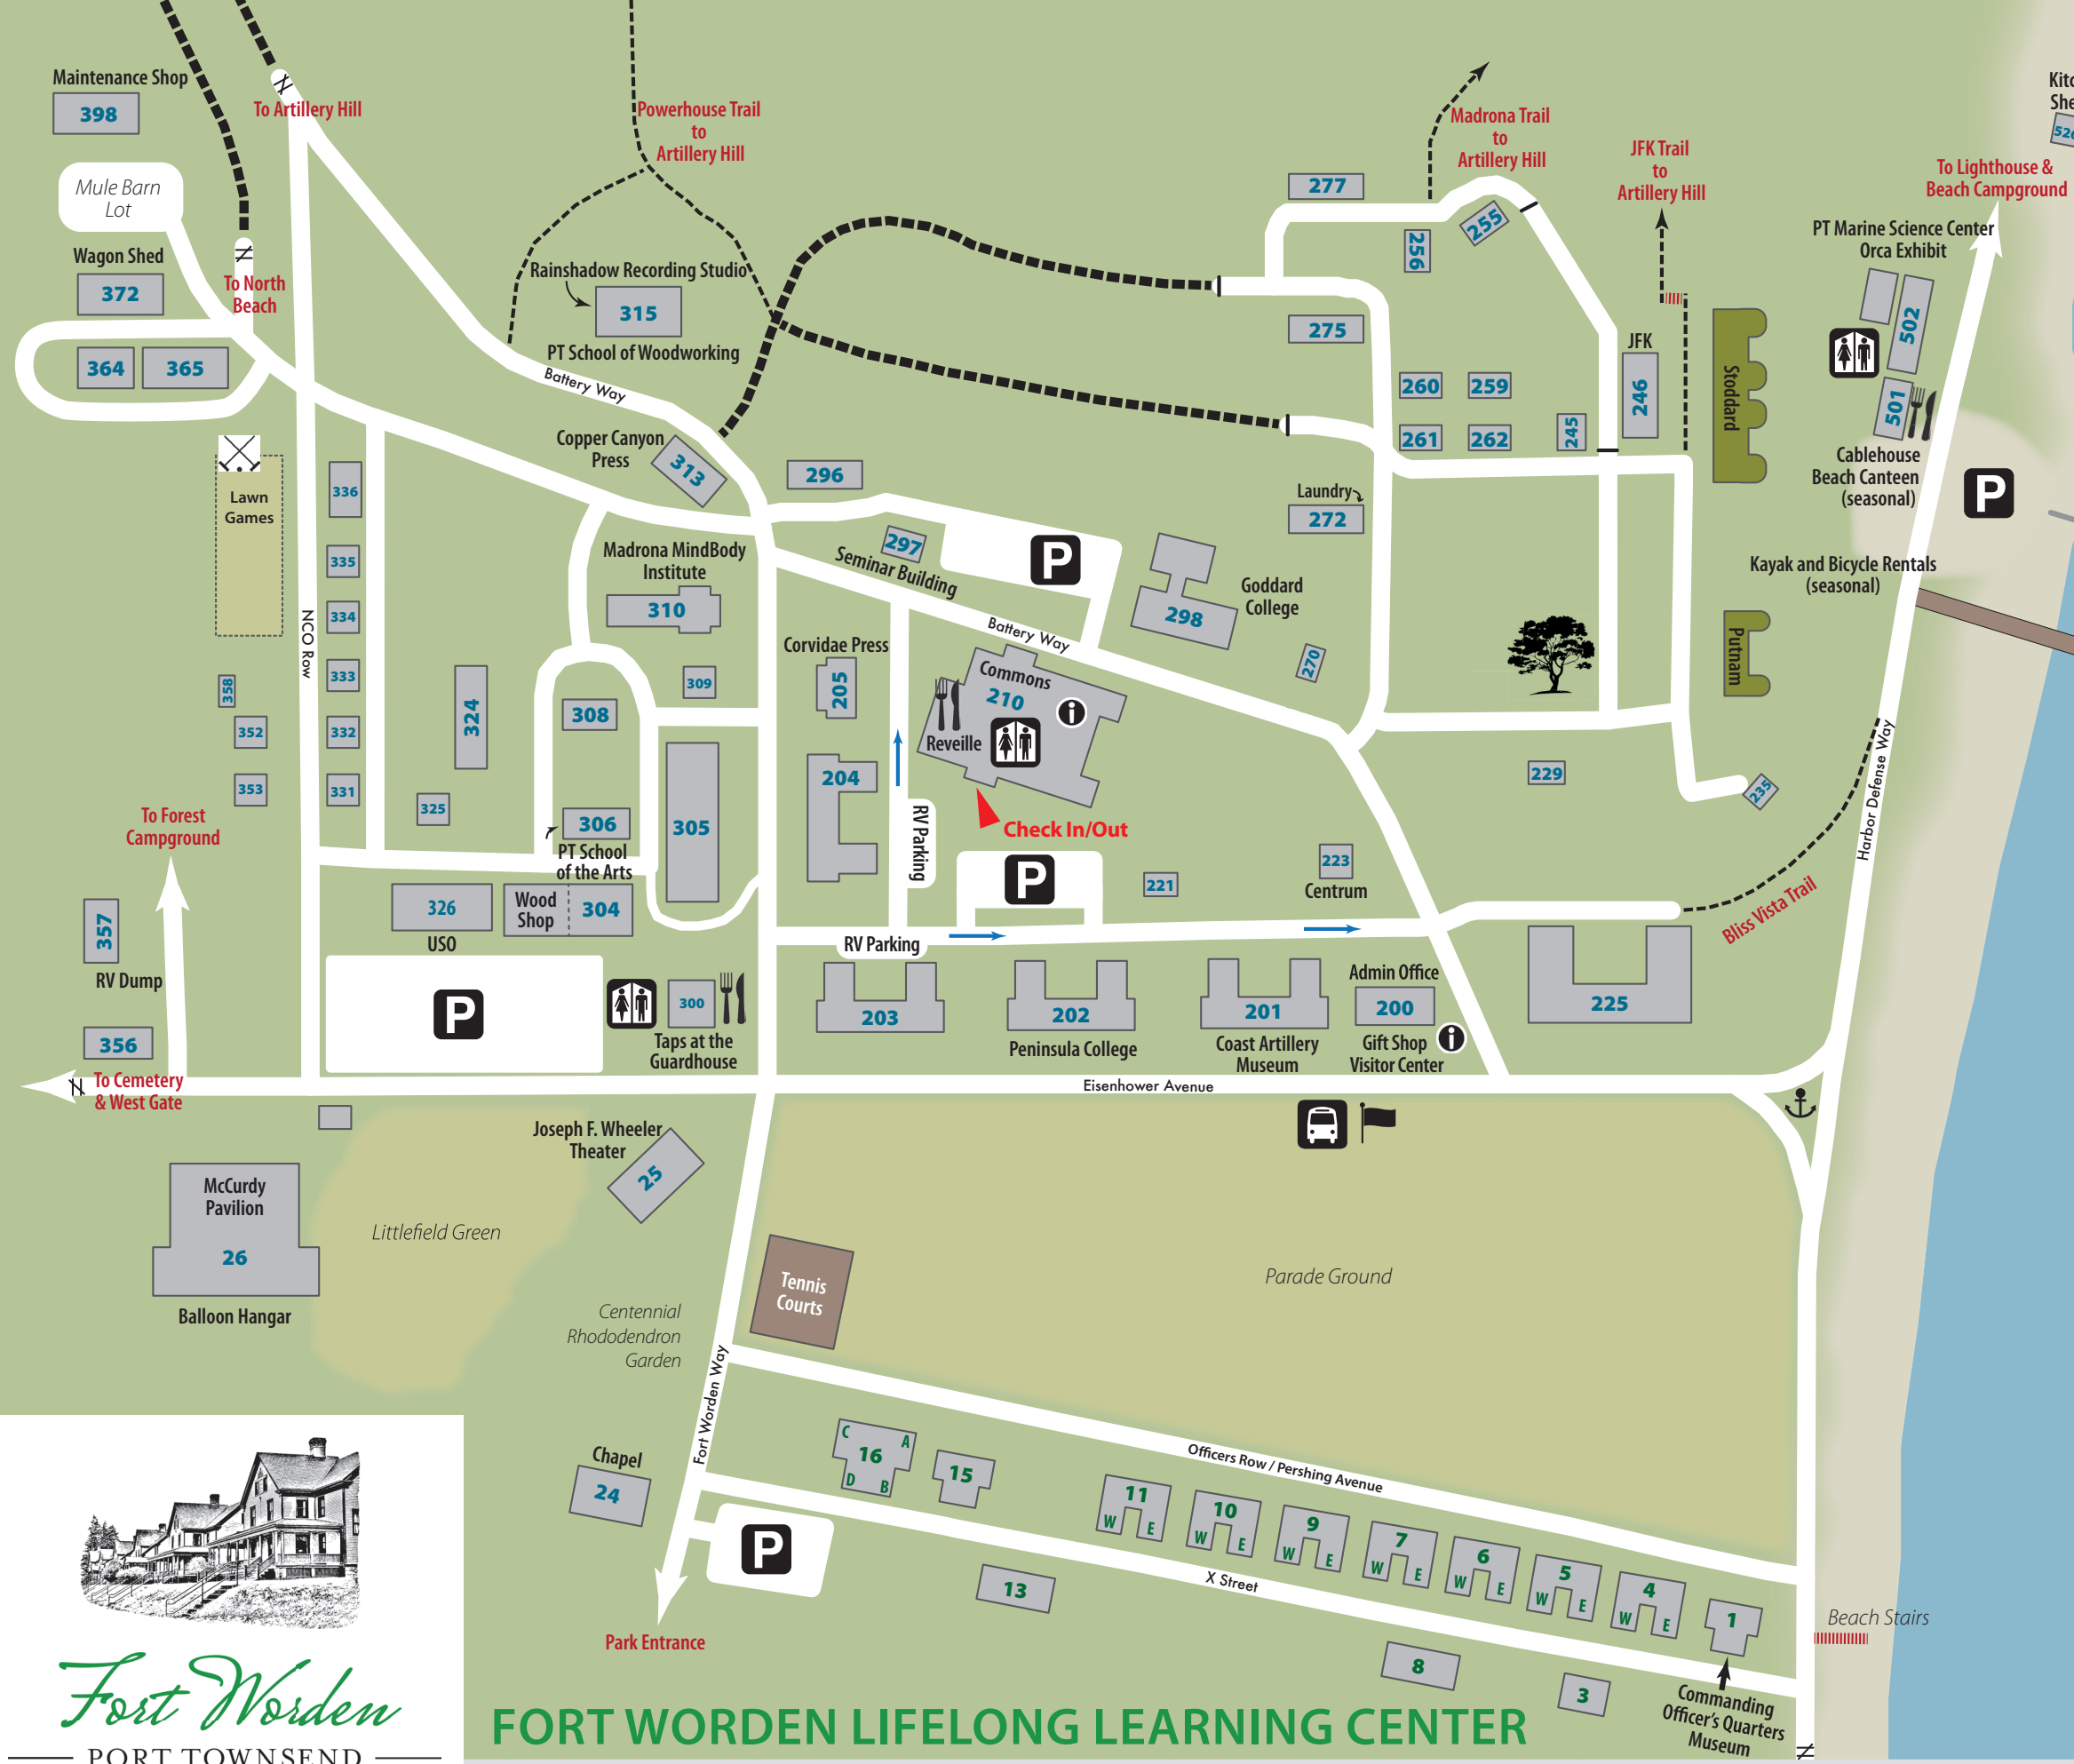 Maintenance Shop
398
To Artillery Hill
Mule Barn
Lot
Wagon Shed
372
To North
Beach
364
365
Powerhouse Trail
to
Artillery Hill
Rainshadow Recording Studio
315
PT School of Woodworking
Battery Way
Copper Canyon
Press
313
296
297
Seminar Building
P
277
256
255
Madrona Trail
to
Artillery Hill
JFK Trail
to
Artillery Hill
275
JFK
246
260
259
261
262
245
Stoddard
Laundry
272
Goddard
College
298
270
To Lighthouse &
Beach Campground
PT Marine Science Center
Orca Exhibit
502
501
Cablehouse
Beach Canteen
(seasonal)
P
Kayak and Bicycle Rentals
(seasonal)
Putnam
Lawn
Games
336
335
334
333
332
331
NCO Row
358
352
353
324
325
Madrona MindBody
Institute
310
309
308
306
PT School
of the Arts
305
Wood
Shop
304
326
USO
P
300
Taps at the
Guardhouse
Corvidae Press
205
204
RV Parking
RV Parking
Battery Way
Commons
210
i
Reveille
Check In/Out
P
221
223
Centrum
229
235
Harbor Defense Way
Bliss Vista Trail
To Forest
Campground
357
RV Dump
356
To Cemetery
& West Gate
203
202
Peninsula College
201
Coast Artillery
Museum
Admin Office
200
Gift Shop
Visitor Center
i
225
Eisenhower Avenue
McCurdy
Pavilion
26
Balloon Hangar
Littlefield Green
Joseph F. Wheeler
Theater
25
Tennis
Courts
Parade Ground
Centennial
Rhododendron
Garden
Fort Worden Way
Chapel
24
P
Park Entrance
Officers Row / Pershing Avenue
C
A
16
D
B
15
11
W
E
10
W
E
9
W
E
7
W
E
6
W
E
5
W
E
4
W
E
1
X Street
13
8
3
Beach Stairs
Commanding
Officer's Quarters
Museum
Fort Worden
PORT TOWNSEND
FORT WORDEN LIFELONG LEARNING CENTER